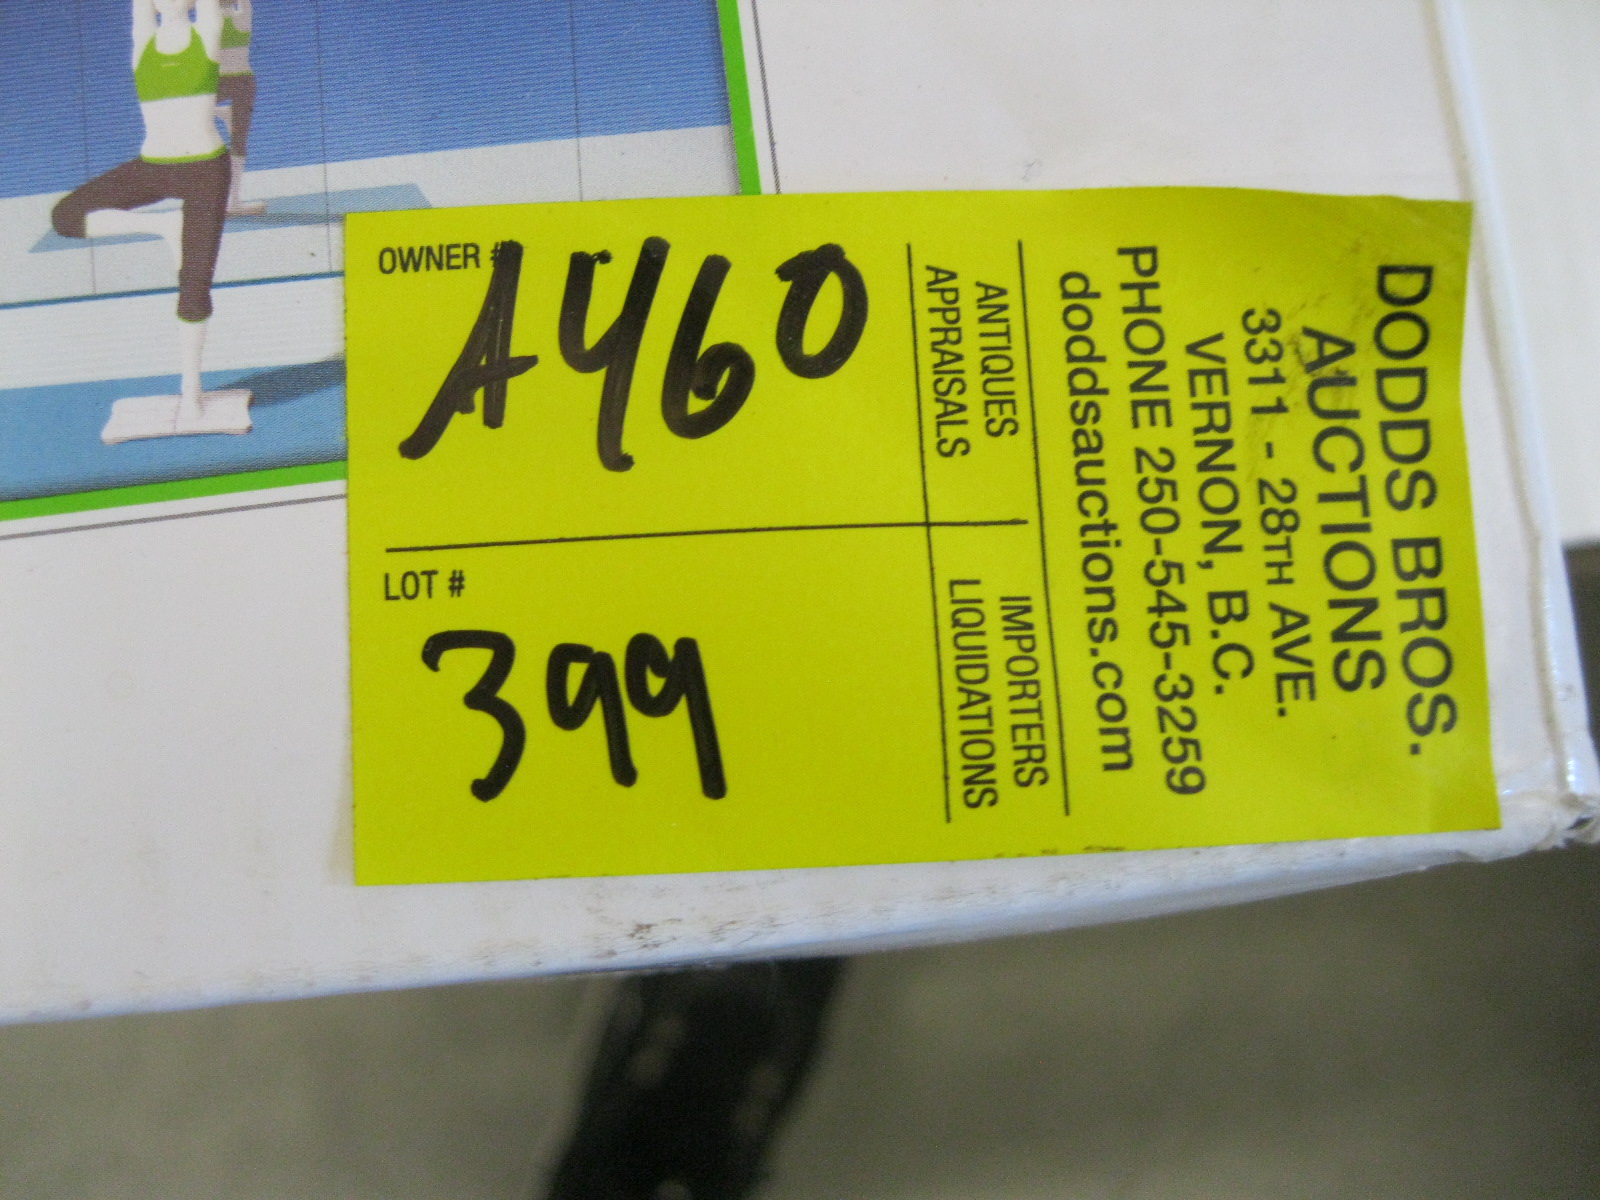 OWNER #
A460
LOT #
399
ANTIQUES
APPRAISALS
IMPORTERS
LIQUIDATIONS
DODDS BROS.
AUCTIONS
3311 - 28TH AVE.
VERNON, B.C.
PHONE 250-545-3259
doddsauctions.com